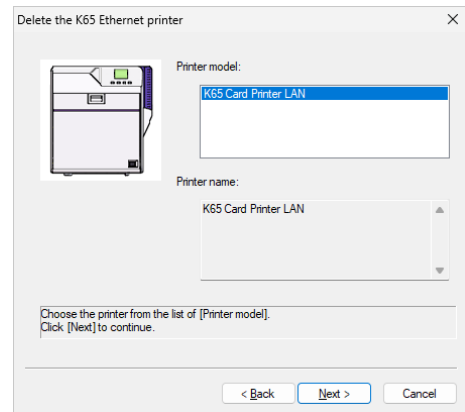 Delete the K65 Ethernet printer
Printer model:
K65 Card Printer LAN
Printer name:
K65 Card Printer LAN
Choose the printer from the list of [Printer model].
Click [Next] to continue.
< Back
Next >
Cancel